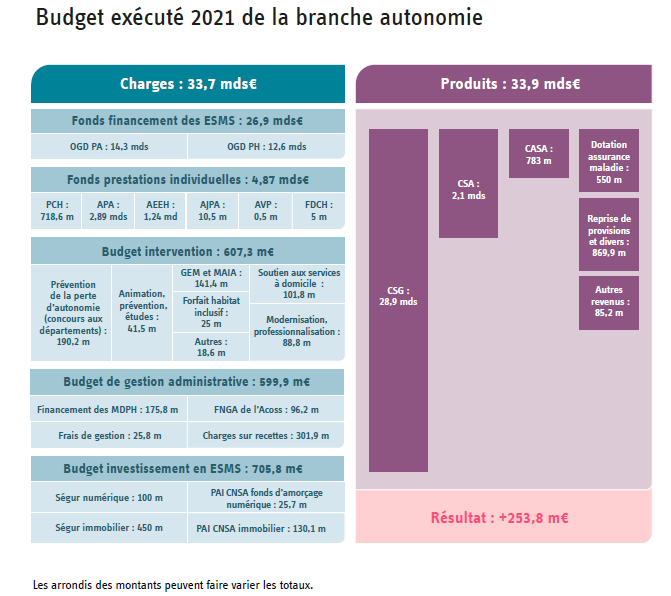 Budget exécuté 2021 de la branche autonomie
Charges : 33,7 mds€
Fonds financement des ESMS : 26,9 mds€
OGD PA : 14,3 mds
OGD PH : 12,6 mds
Fonds prestations individuelles : 4,87 mds€
PCH :
718,6 m
APA :
2,89 mds
AEEH :
1,24 md
AJPA :
10,5 m
AVP :
0,5 m
FDCH :
5 m
Budget intervention : 607,3 m€
Prévention
de la perte
d'autonomie
(concours aux
départements) :
190,2 m
Animation,
prévention,
études :
41,5 m
GEM et MAIA :
141,4 m
Forfait habitat
inclusif :
25 m
Autres :
18,6 m
Soutien aux services
à domicile :
101,8 m
Modernisation,
professionnalisation :
88,8 m
Budget de gestion administrative : 599,9 m€
Financement des MDPH : 175,8 m
FNGA de l'Acoss : 96,2 m
Frais de gestion : 25,8 m
Charges sur recettes : 301,9 m
Budget investissement en ESMS : 705,8 m€
Ségur numérique : 100 m
PAI CNSA fonds d'amorçage
numérique : 25,7 m
Ségur immobilier : 450 m
PAI CNSA immobilier : 130,1 m
Produits : 33,9 mds€
CSG :
28,9 mds
CSA :
2,1 mds
CASA :
783 m
Dotation
assurance
maladie :
550 m
Reprise de
provisions
et divers :
869,9 m
Autres
revenus :
85,2 m
Résultat : +253,8 m€
Les arrondis des montants peuvent faire varier les totaux.